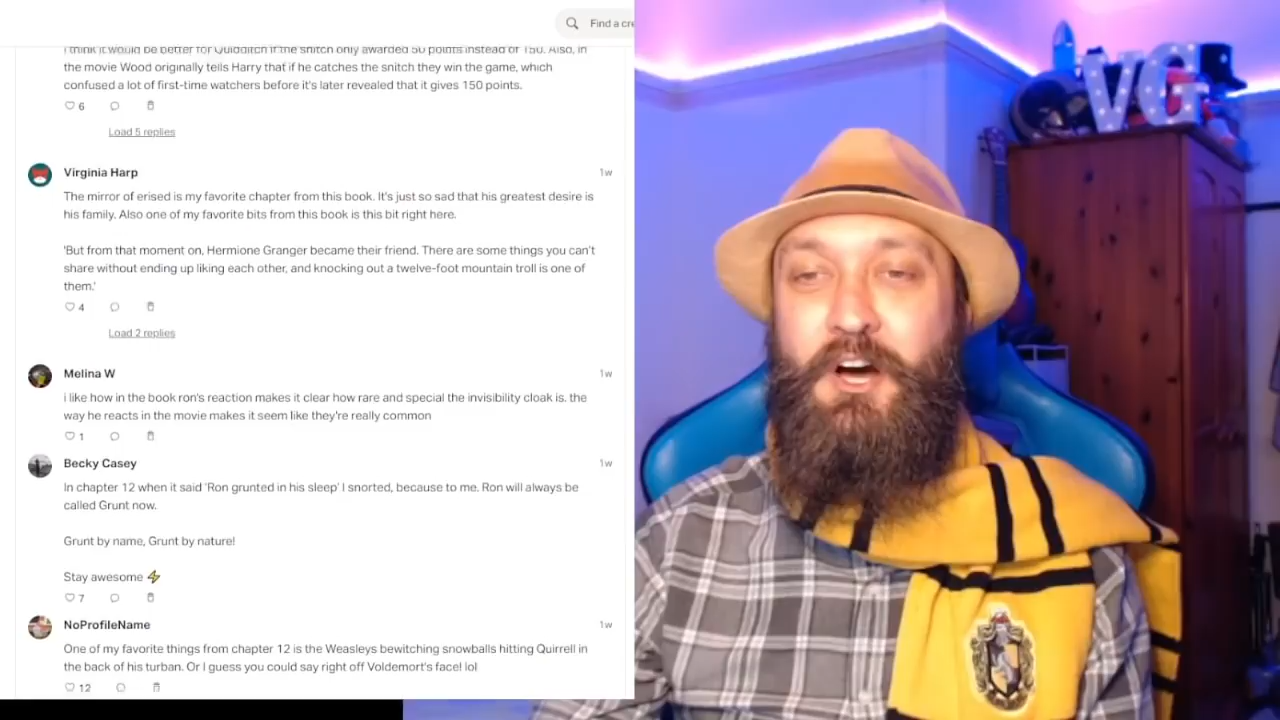 Find a cre
I think it would be better for Quidditch if the snitch only awarded 50 points instead of 150. Also, in
the movie Wood originally tells Harry that if he catches the snitch they win the game, which
confused a lot of first-time watchers before it's later revealed that it gives 150 points.
6
Load 5 replies
Virginia Harp
1w
The mirror of erised is my favorite chapter from this book. It's just so sad that his greatest desire is
his family. Also one of my favorite bits from this book is this bit right here.
'But from that moment on, Hermione Granger became their friend. There are some things you can't
share without ending up liking each other, and knocking out a twelve-foot mountain troll is one of
them.'
4
Load 2 replies
Melina W
1w
i like how in the book ron's reaction makes it clear how rare and special the invisibility cloak is. the
way he reacts in the movie makes it seem like they're really common
1
Becky Casey
1w
In chapter 12 when it said 'Ron grunted in his sleep' I snorted, because to me. Ron will always be
called Grunt now.
Grunt by name, Grunt by nature!
Stay awesome ⚡
7
NoProfileName
1w
One of my favorite things from chapter 12 is the Weasleys bewitching snowballs hitting Quirrell in
the back of his turban. Or I guess you could say right off Voldemort's face! lol
12
VG